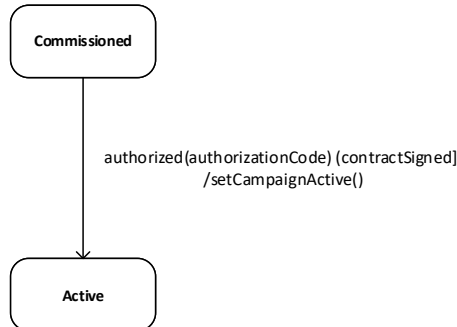 Commissioned
authorized(authorizationCode) (contractSigned]
/setCampaignActive()
Active